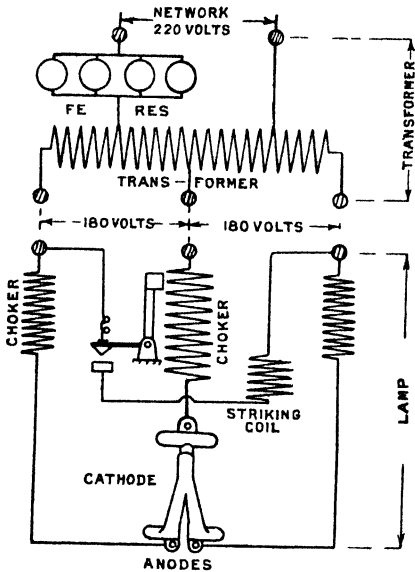 NETWORK
220 VOLTS
FE RES
TRANSFORMER
TRANS-FORMER
180 VOLTS
180 VOLTS
CHOKER
CHOKER
STRIKING
COIL
LAMP
CATHODE
ANODES